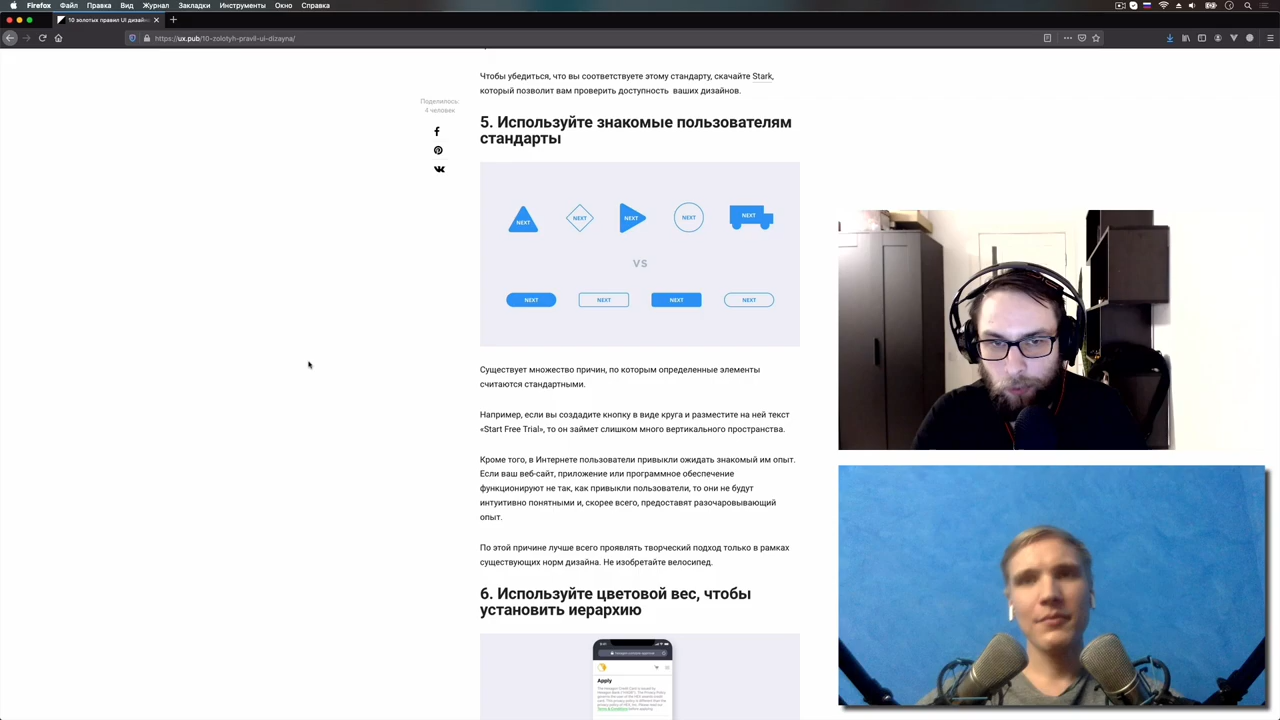 Firefox Файл Правка Вид Журнал Закладки Инструменты Окно Справка
10 золотых правил UI дизайн
https://ux.pub/10-zolotyh-pravil-ui-dizayna/
Чтобы убедиться, что вы соответствуете этому стандарту, скачайте Stark,
который позволит вам проверить доступность ваших дизайнов.
Поделилось:
4 человек
5. Используйте знакомые пользователям
стандарты
NEXT NEXT NEXT NEXT NEXT
VS
NEXT NEXT NEXT NEXT
Существует множество причин, по которым определенные элементы
считаются стандартными.
Например, если вы создадите кнопку в виде круга и разместите на ней текст
«Start Free Trial», то он займет слишком много вертикального пространства.
Кроме того, в Интернете пользователи привыкли ожидать знакомый им опыт.
Если ваш веб-сайт, приложение или программное обеспечение
функционируют не так, как привыкли пользователи, то они не будут
интуитивно понятными и, скорее всего, предоставят разочаровывающий
опыт.
По этой причине лучше всего проявлять творческий подход только в рамках
существующих норм дизайна. Не изобретайте велосипед.
6. Используйте цветовой вес, чтобы
установить иерархию
Apply